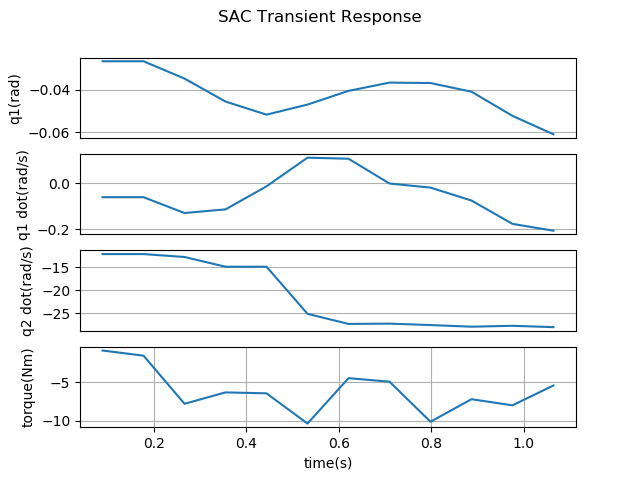 SAC Transient Response
q1(rad)
−0.04
−0.06
q1 dot(rad/s)
0.0
−0.2
q2 dot(rad/s)
−15
−20
−25
torque(Nm)
−5
−10
0.2 0.4 0.6 0.8 1.0
time(s)